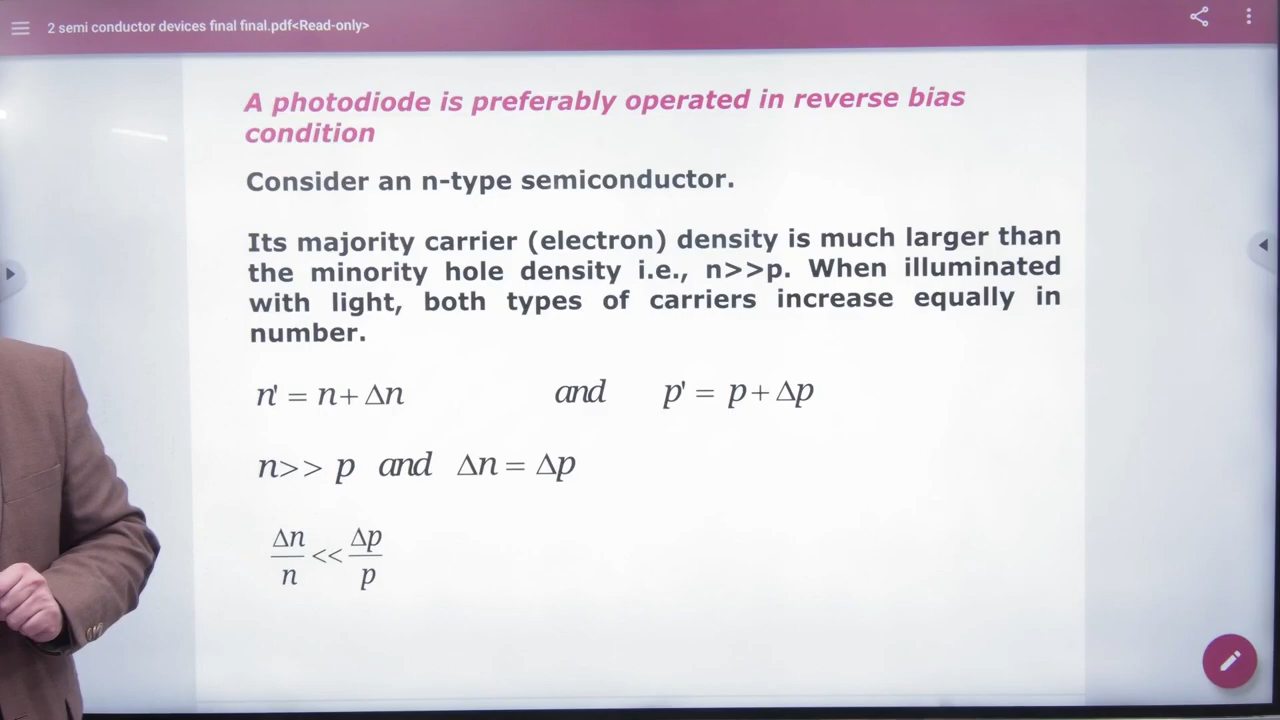 2 semi conductor devices final final.pdf<Read-only>
A photodiode is preferably operated in reverse bias
condition
Consider an n-type semiconductor.
Its majority carrier (electron) density is much larger than
the minority hole density i.e., n>>p. When illuminated
with light, both types of carriers increase equally in
number.
n' = n+ Δn and p' = p+ Δp
n>> p and Δn = Δp
Δn/n << Δp/p